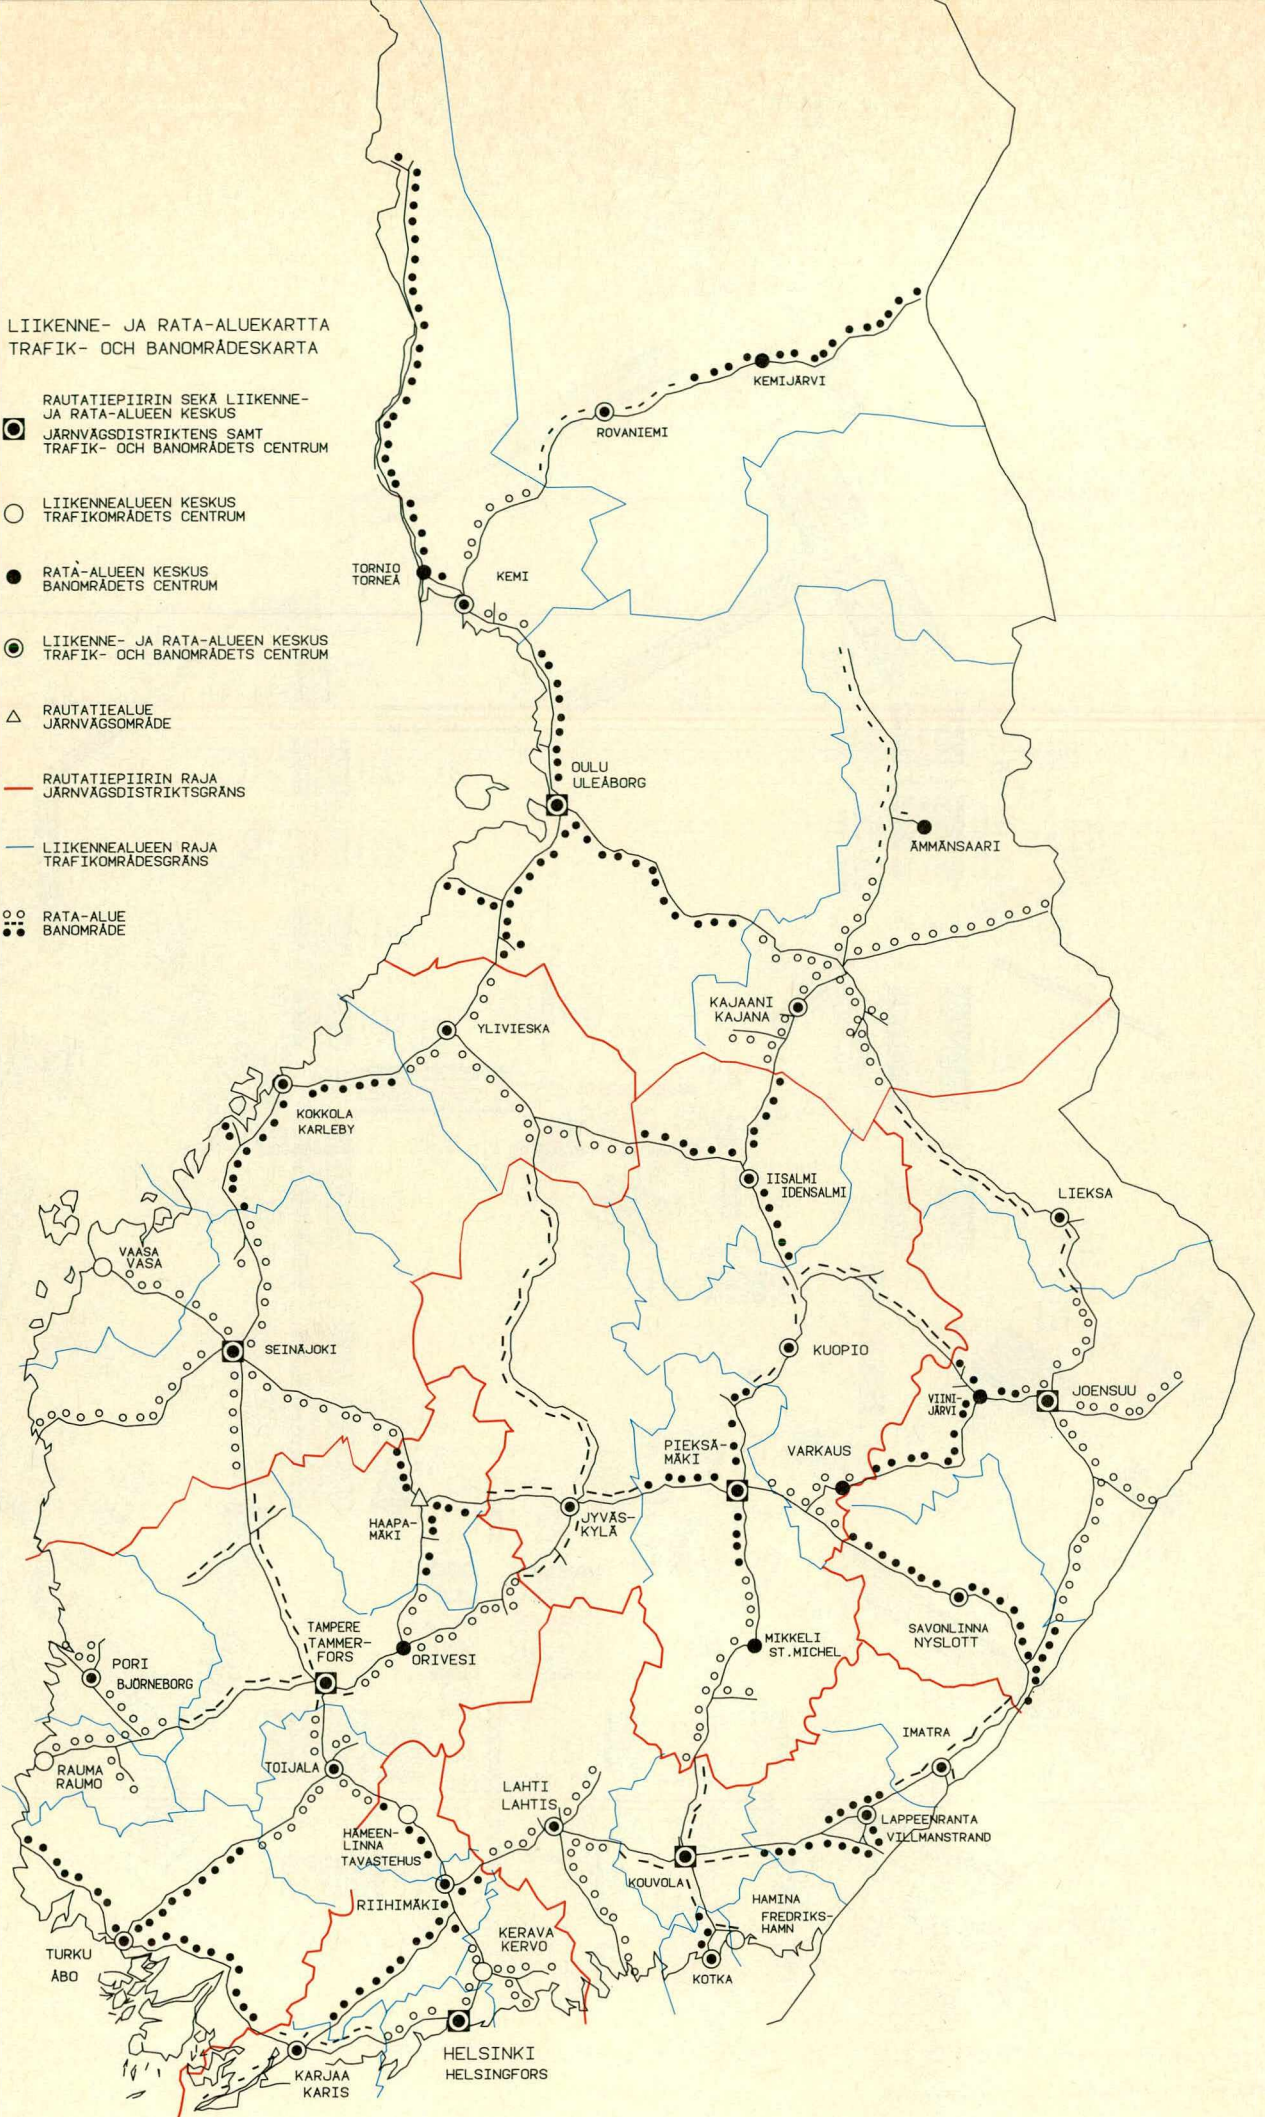 LIIKENNE- JA RATA-ALUEKARTTA
TRAFIK- OCH BANOMRÅDESKARTA
RAUTATIEPIIRIN SEKÄ LIIKENNE-
JA RATA-ALUEEN KESKUS
JÄRNVÄGSDISTRIKTENS SAMT
TRAFIK- OCH BANOMRÅDETS CENTRUM
LIIKENNEALUEEN KESKUS
TRAFIKOMRÅDETS CENTRUM
RATA-ALUEEN KESKUS
BANOMRÅDETS CENTRUM
LIIKENNE- JA RATA-ALUEEN KESKUS
TRAFIK- OCH BANOMRÅDETS CENTRUM
RAUTATIEALUE
JÄRNVÄGSOMRÅDE
RAUTATIEPIIRIN RAJA
JÄRNVÄGSDISTRIKTSGRÄNS
LIIKENNEALUEEN RAJA
TRAFIKOMRÅDESGRÄNS
RATA-ALUE
BANOMRÅDE
KEMIJÄRVI
ROVANIEMI
TORNIO
TORNEÅ
KEMI
OULU
ULEÅBORG
ÄMMÄNSAARI
KAJAANI
KAJANA
YLIVIESKA
KOKKOLA
KARLEBY
IISALMI
IDENSALMI
LIEKSA
VAASA
VASA
SEINÄJOKI
KUOPIO
VIINI-
JÄRVI
JOENSUU
PIEKSÄ-
MÄKI
VARKAUS
HAAPA-
MÄKI
JYVÄS-
KYLÄ
SAVONLINNA
NYSLOTT
TAMPERE
TAMMER-
FORS
ORIVESI
MIKKELI
ST.MICHEL
PORI
BJÖRNEBORG
IMATRA
RAUMA
RAUMO
TOIJALA
LAHTI
LAHTIS
LAPPEENRANTA
VILLMANSTRAND
HÄMEEN-
LINNA
TAVASTEHUS
KOUVOLA
RIIHIMÄKI
HAMINA
FREDRIKS-
HAMN
KERAVA
KERVO
TURKU
ÅBO
KOTKA
HELSINKI
HELSINGFORS
KARJAA
KARIS